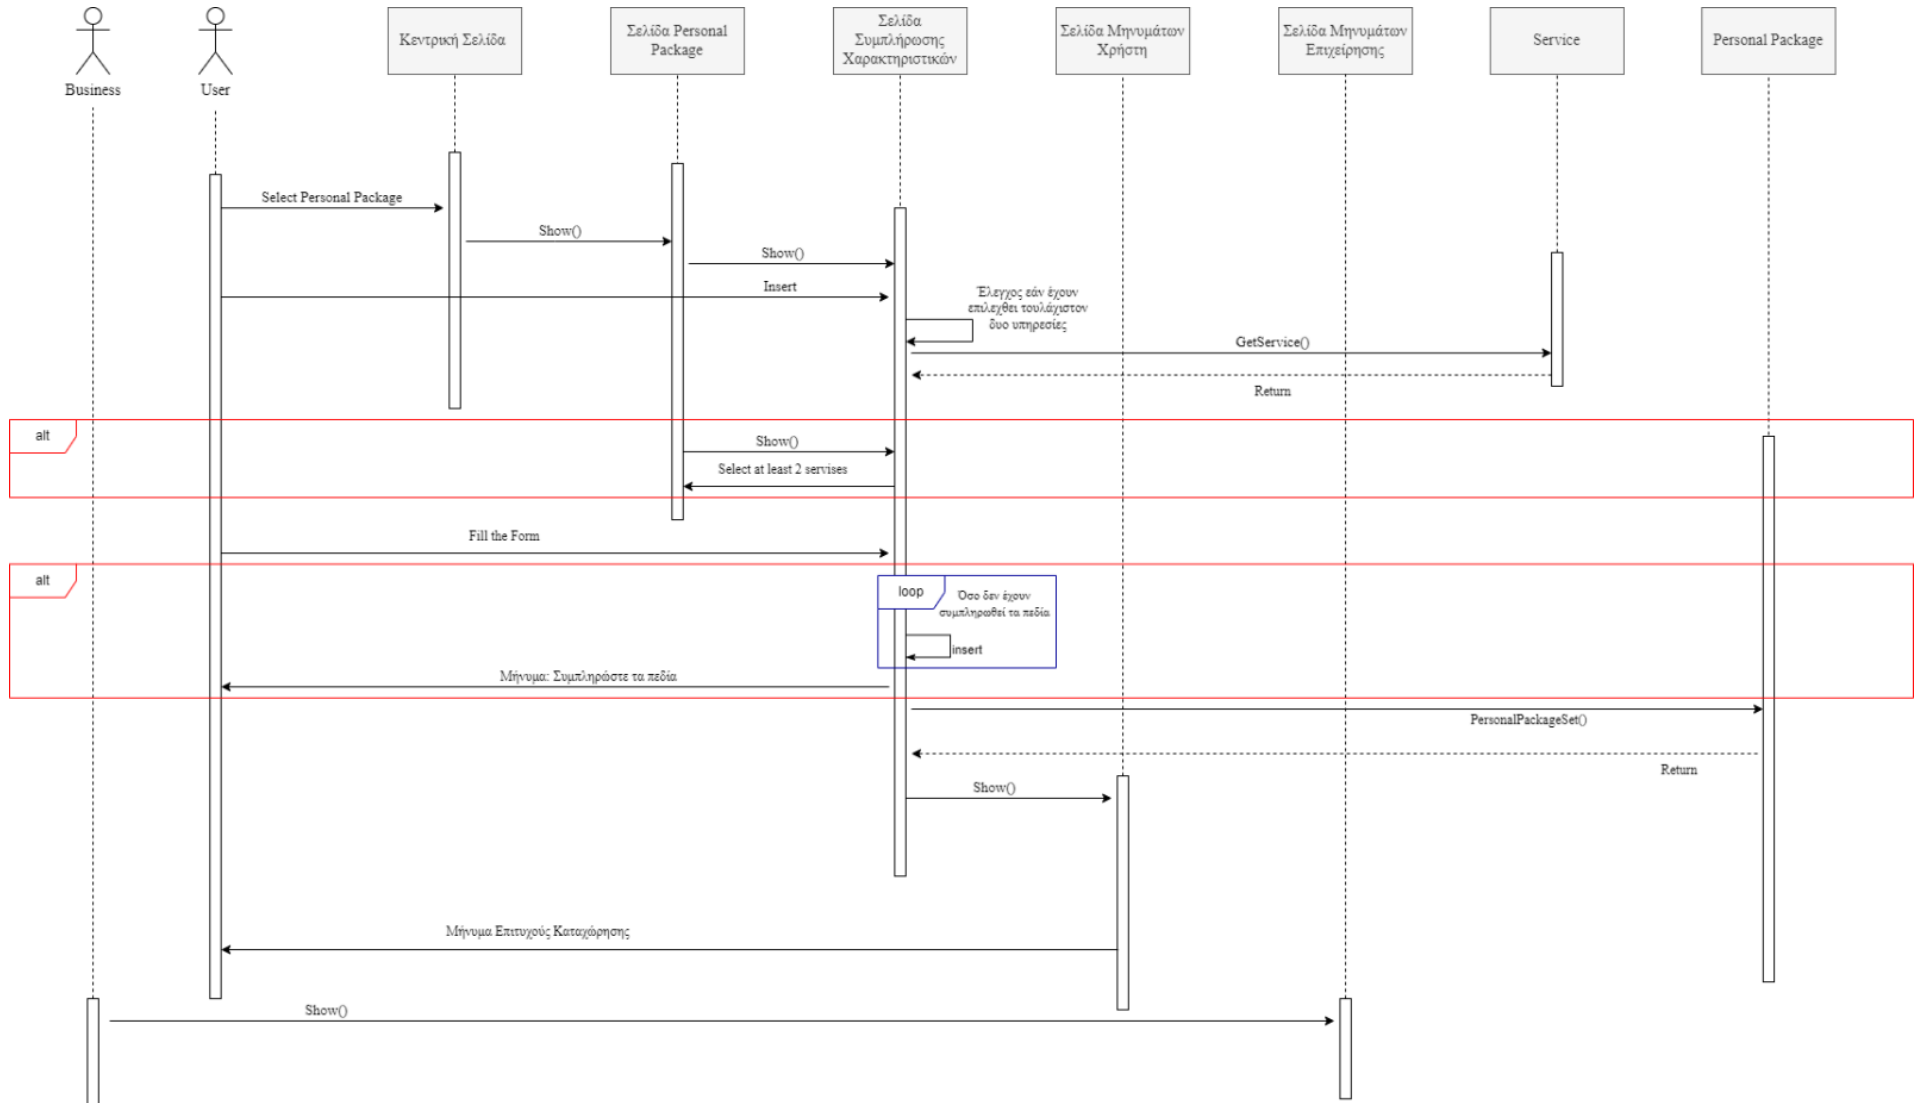 Business
User
Κεντρική Σελίδα
Σελίδα Personal
Package
Σελίδα
Συμπλήρωσης
Χαρακτηριστικών
Σελίδα Μηνυμάτων
Χρήστη
Σελίδα Μηνυμάτων
Επιχείρησης
Service
Personal Package
Select Personal Package
Show()
Show()
Insert
Έλεγχος εάν έχουν
επιλεχθει τουλάχιστον
δυο υπηρεσίες
GetService()
Return
alt
Show()
Select at least 2 servises
Fill the Form
alt
loop
Όσο δεν έχουν
συμπληρωθεί τα πεδία
insert
Μήνυμα: Συμπληρώστε τα πεδία
PersonalPackageSet()
Return
Show()
Μήνυμα Επιτυχούς Καταχώρησης
Show()